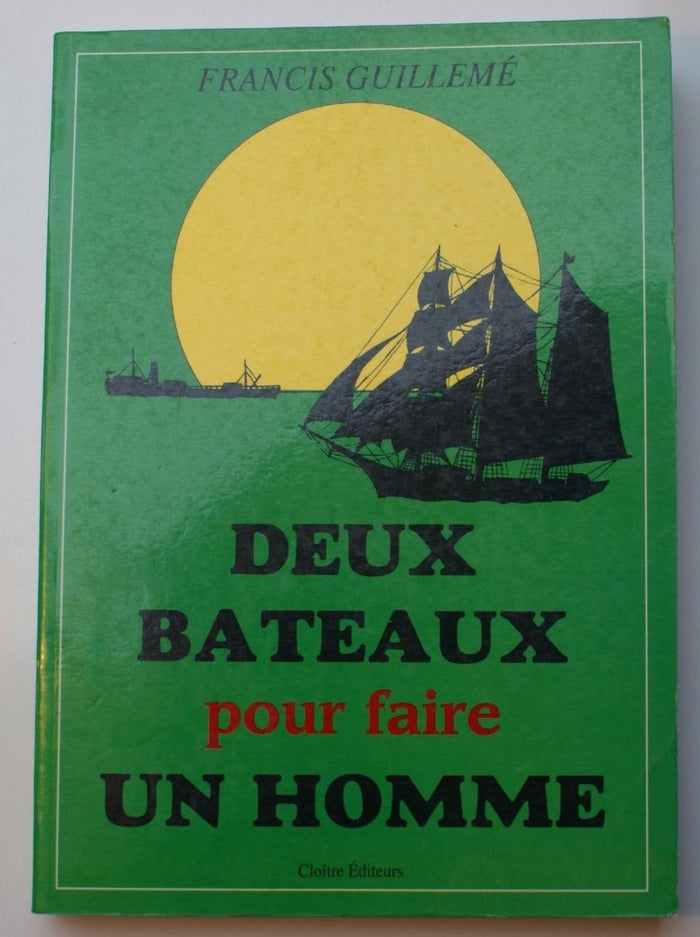 FRANCIS GUILLEMÉ
DEUX
BATEAUX
pour faire
UN HOMME
Cloître Éditeurs